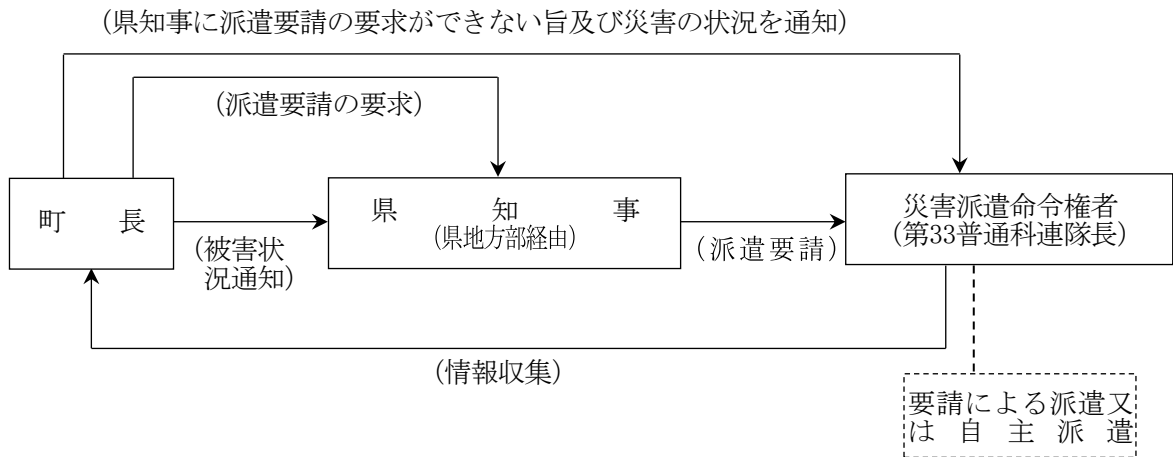 (県知事に派遣要請の要求ができない旨及び災害の状況を通知)
(派遣要請の要求)
町長
県知事
(県地方部経由)
災害派遣命令権者
(第33普通科連隊長)
(被害状
況通知)
(派遣要請)
(情報収集)
要請による派遣又
は自主派遣